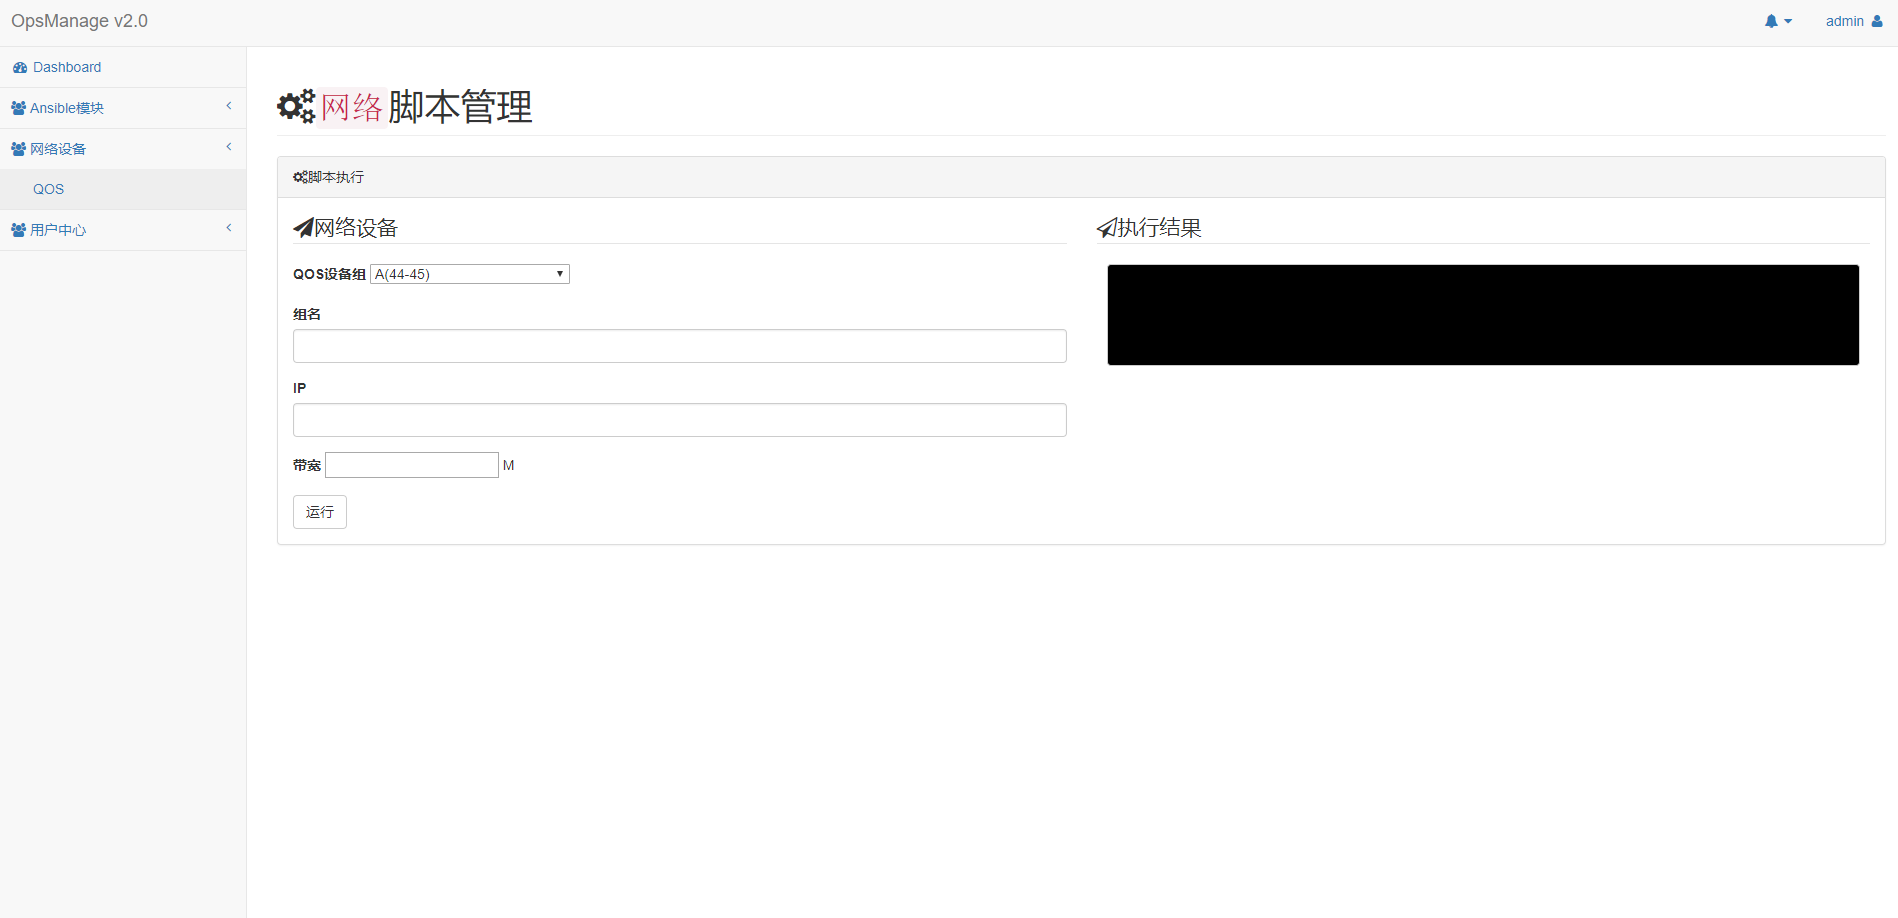 OpsManage v2.0
admin
Dashboard
Ansible模块
网络设备
QOS
用户中心
网络脚本管理
脚本执行
网络设备
QOS设备组 A(44-45)
组名
IP
带宽 M
运行
执行结果